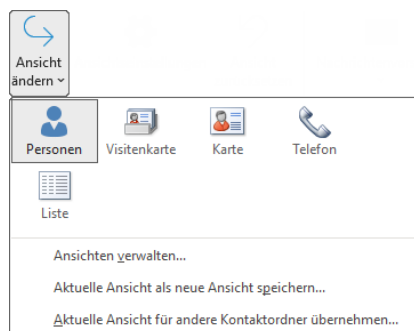 Ansicht
ändern
Personen Visitenkarte Karte Telefon
Liste
Ansichten verwalten...
Aktuelle Ansicht als neue Ansicht speichern...
Aktuelle Ansicht für andere Kontaktordner übernehmen...